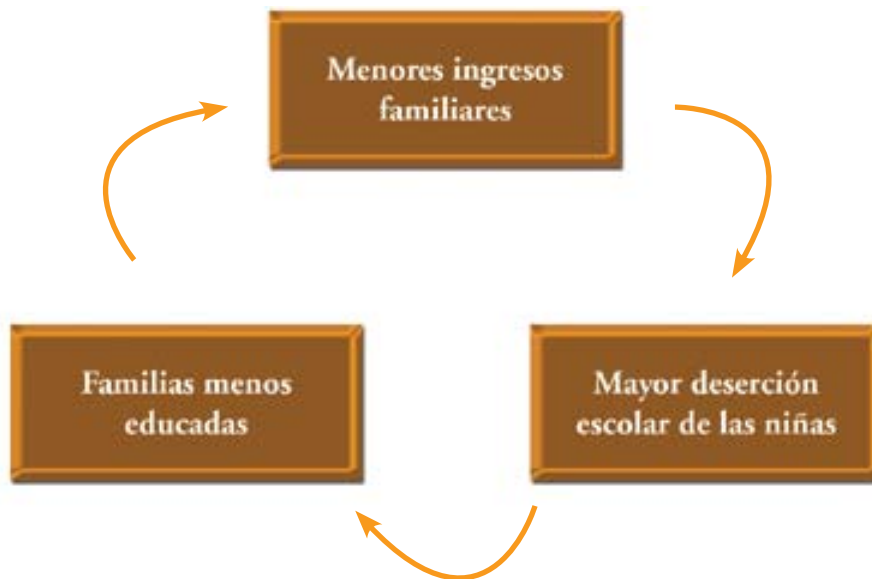 Menores ingresos
familiares
Familias menos
educadas
Mayor deserción
escolar de las niñas